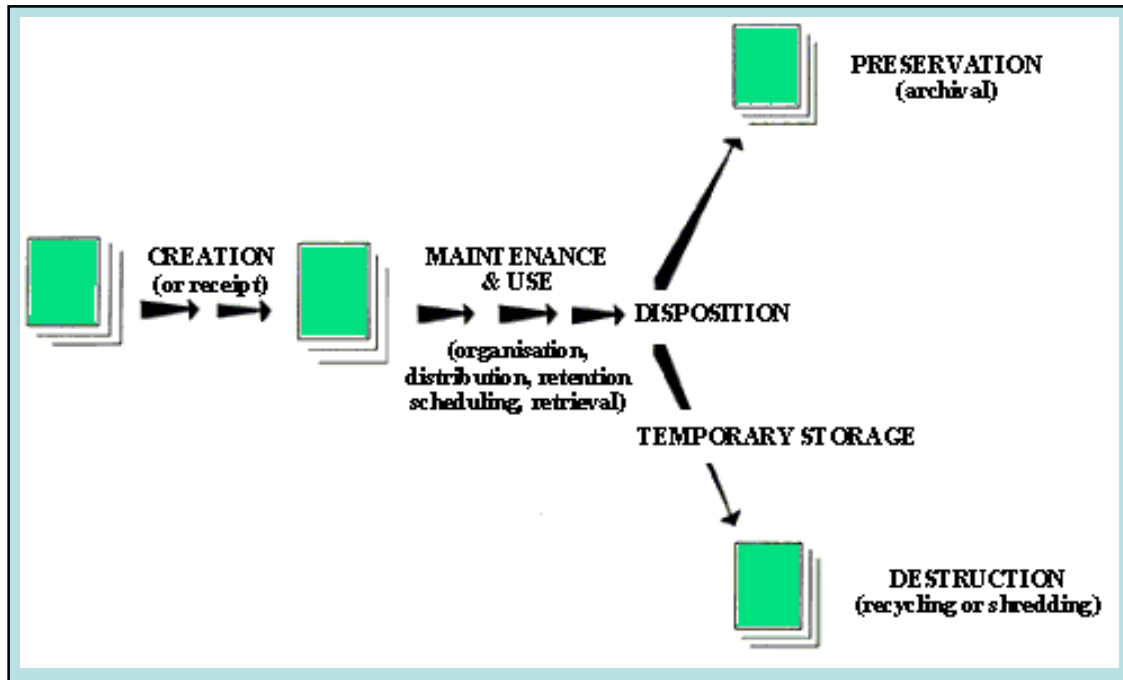 PRESERVATION
(archival)
CREATION
(or receipt)
MAINTENANCE
& USE
DISPOSITION
(organisation,
distribution, retention
scheduling, retrieval)
TEMPORARY STORAGE
DESTRUCTION
(recycling or shredding)